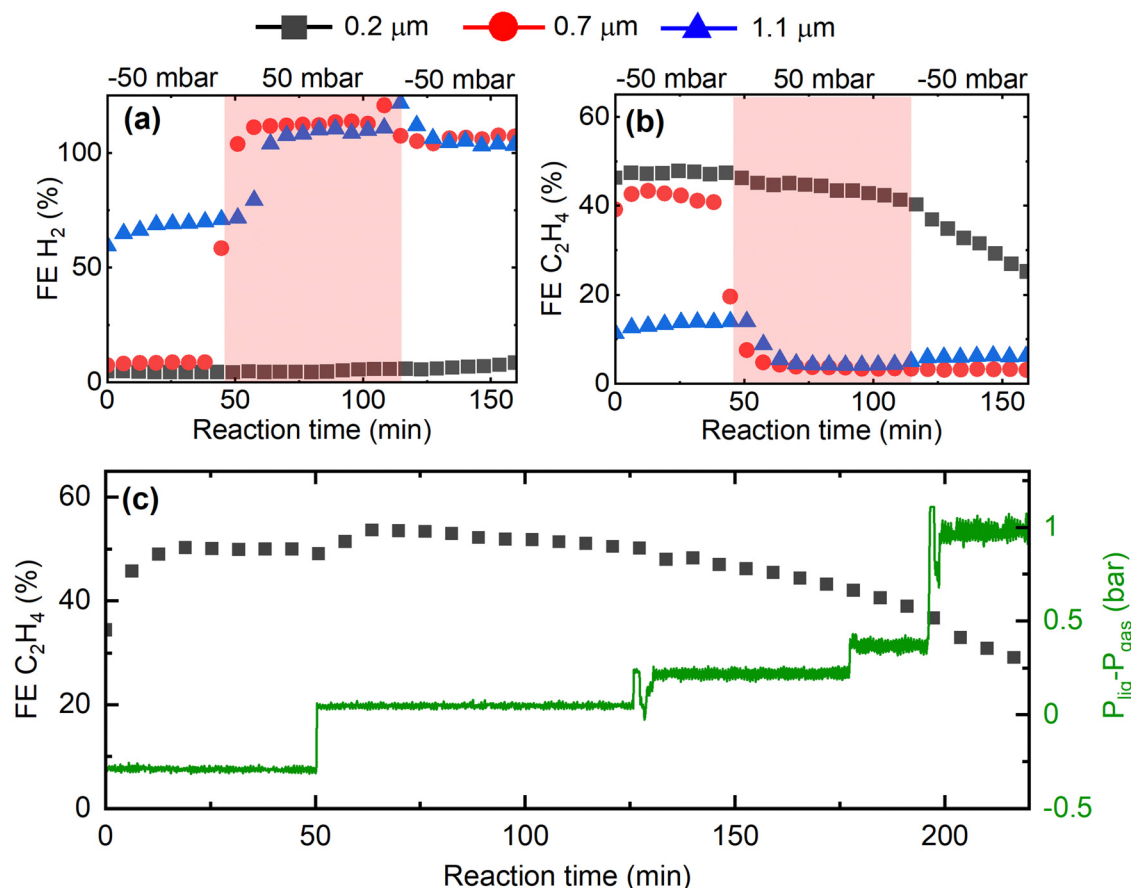 0.2 μm 0.7 μm 1.1 μm
-50 mbar 50 mbar -50 mbar -50 mbar 50 mbar -50 mbar
(a)
FE H₂ (%)
100
50
0
0 50 100 150
Reaction time (min)
(b)
FE C₂H₄ (%)
60
40
20
0
0 50 100 150
Reaction time (min)
(c)
FE C₂H₄ (%)
60
40
20
0
0 50 100 150 200
Reaction time (min)
1
0.5
0
-0.5
P_liq-P_gas (bar)